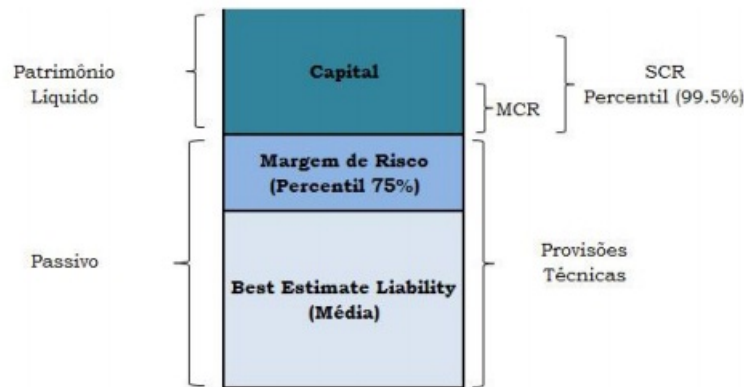 Patrimônio
Líquido
Capital
SCR
Percentil (99.5%)
MCR
Margem de Risco
(Percentil 75%)
Passivo
Provisões
Técnicas
Best Estimate Liability
(Média)